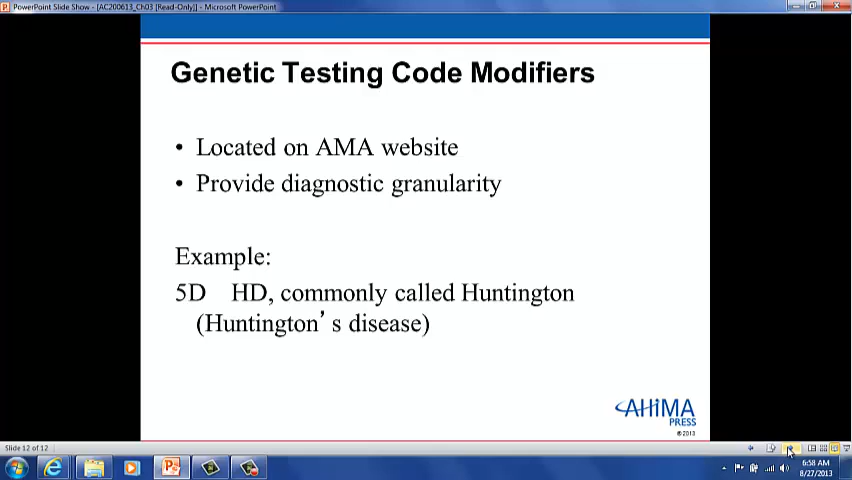 PowerPoint Slide Show - [AC200613_Ch03 [Read-Only]] - Microsoft PowerPoint
Genetic Testing Code Modifiers
• Located on AMA website
• Provide diagnostic granularity
Example:
5D HD, commonly called Huntington
(Huntington’s disease)
AHIMA
PRESS
© 2013
Slide 12 of 12
6:58 AM
8/27/2013